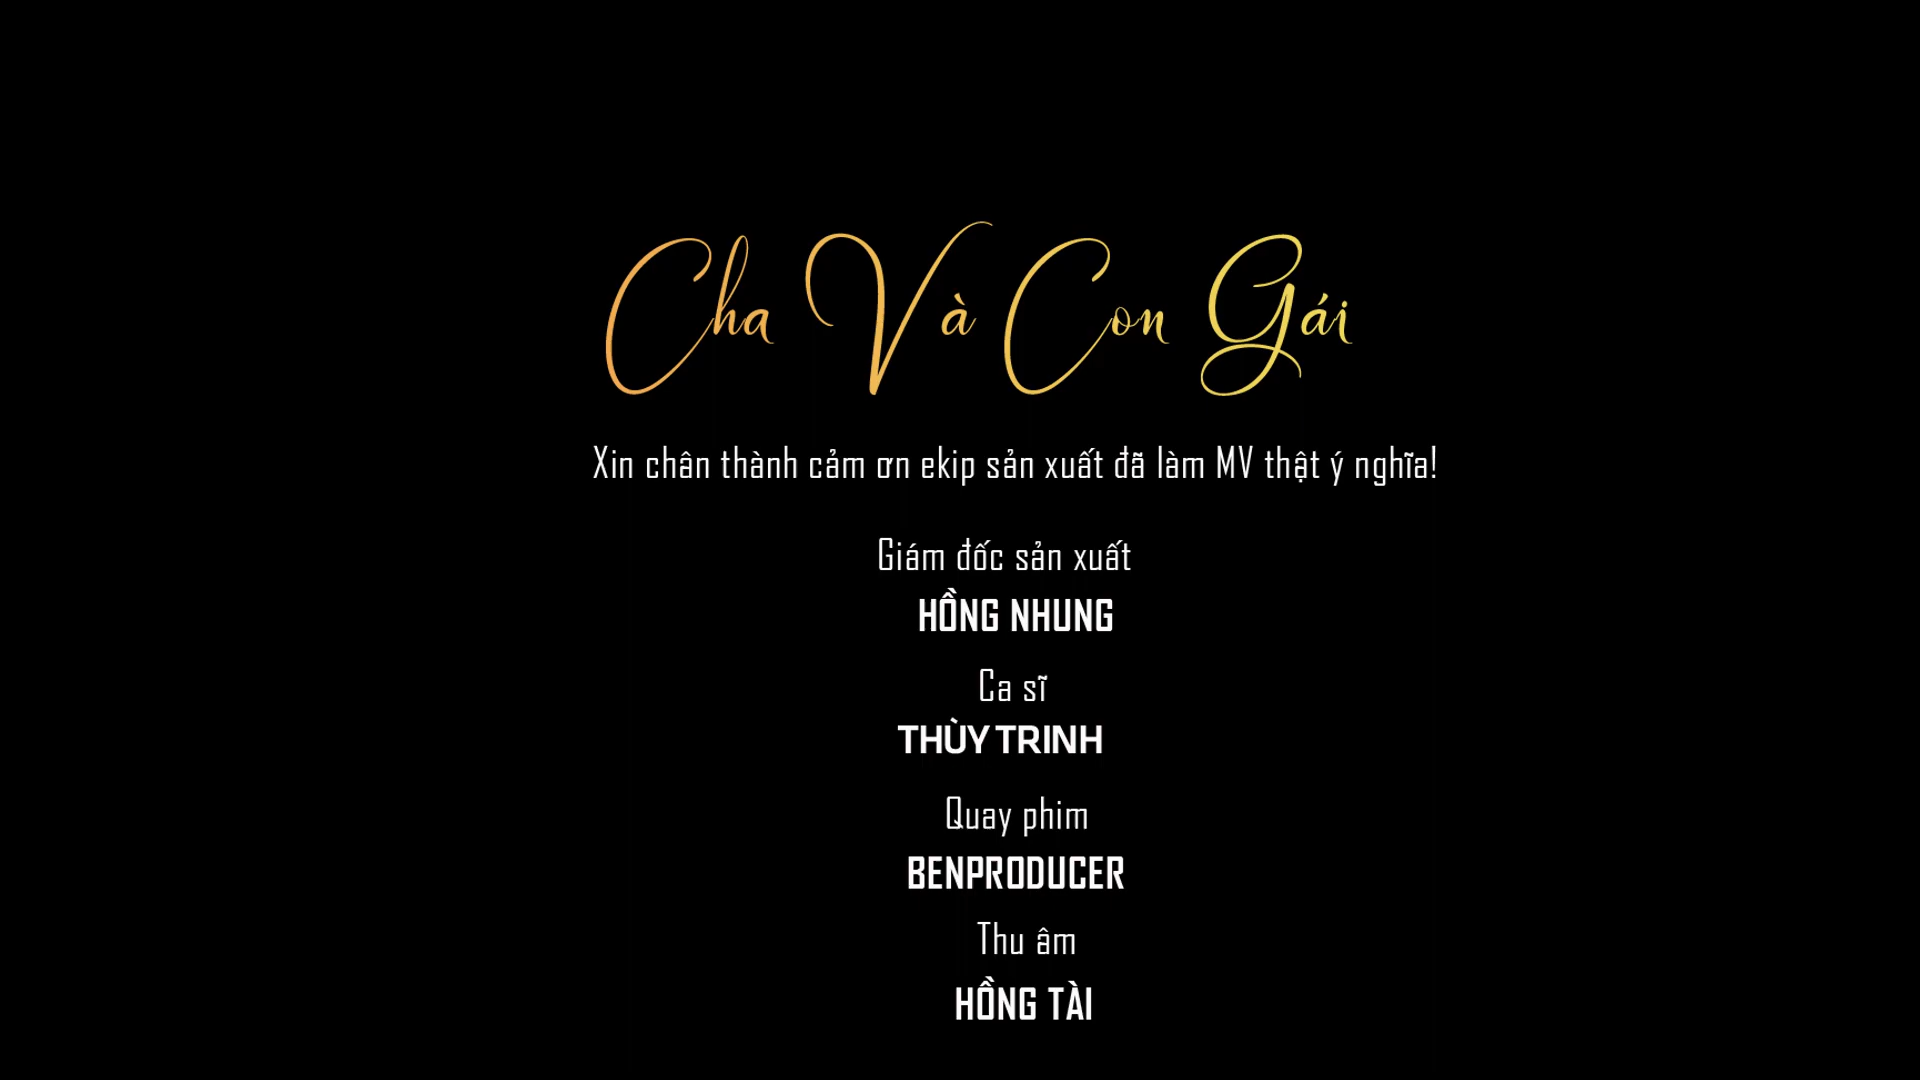 Cha Và Con Gái
Xin chân thành cảm ơn ekip sản xuất đã làm MV thật ý nghĩa!
Giám đốc sản xuất
HỒNG NHUNG
Ca sĩ
THÙY TRINH
Quay phim
BENPRODUCER
Thu âm
HỒNG TÀI